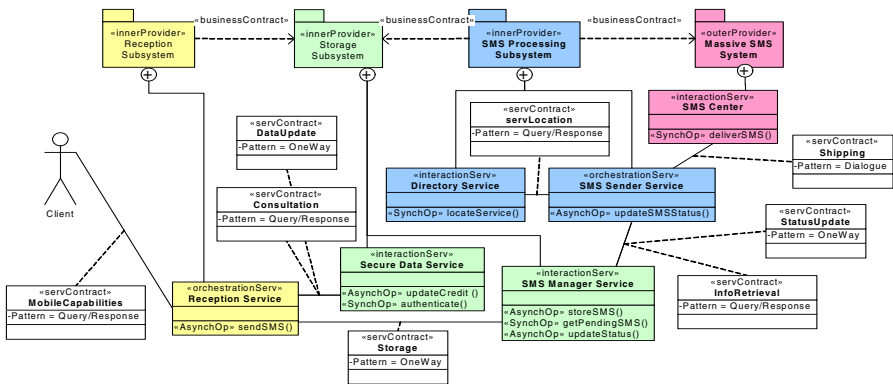 «businessContract»
«businessContract»
«businessContract»
«innerProvider»
Reception
Subsystem
«innerProvider»
Storage
Subsystem
«innerProvider»
SMS Processing
Subsystem
«outerProvider»
Massive SMS
System
«interactionServ»
SMS Center
«SynchOp» deliverSMS()
«servContract»
servLocation
-Pattern = Query/Response
«servContract»
DataUpdate
-Pattern = OneWay
«servContract»
Shipping
-Pattern = Dialogue
«interactionServ»
Directory Service
«SynchOp» locateService()
«orchestrationServ»
SMS Sender Service
«AsynchOp» updateSMSStatus()
«servContract»
Consultation
-Pattern = Query/Response
Client
«servContract»
StatusUpdate
-Pattern = OneWay
«interactionServ»
Secure Data Service
«AsynchOp» updateCredit()
«Synchop» authenticate()
«interactionServ»
SMS Manager Service
«AsynchOp» storeSMS()
«SynchOp» getPendingSMS()
«AsynchOp» updateStatus()
«servContract»
InfoRetrieval
-Pattern = Query/Response
«servContract»
MobileCapabilities
-Pattern = Query/Response
«orchestrationServ»
Reception Service
«AsynchOp» sendSMS()
«servContract»
Storage
-Pattern = OneWay